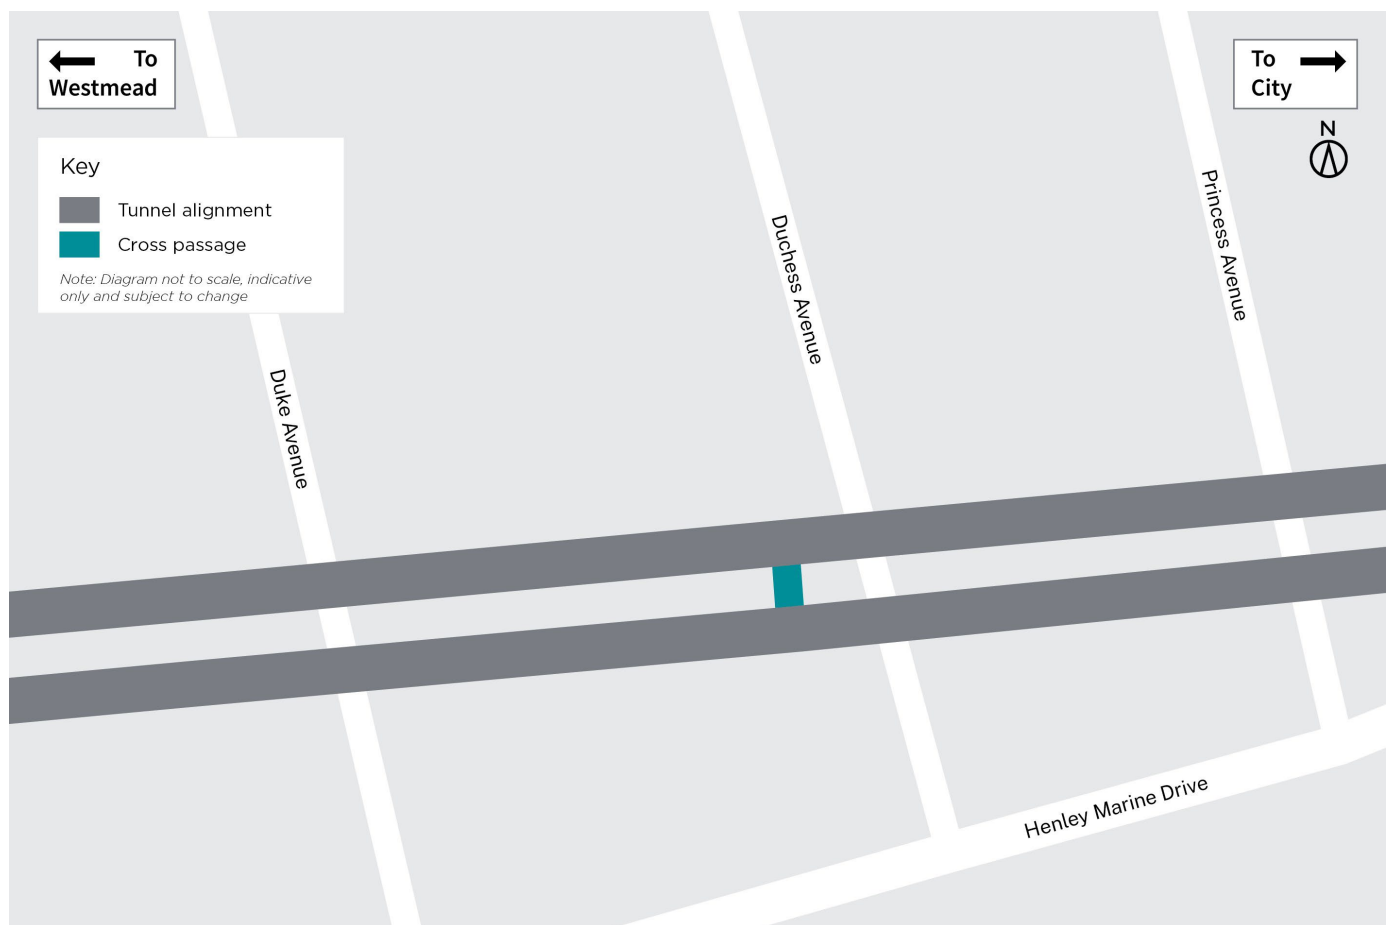 To
Westmead
To
City
N
Key
Tunnel alignment
Cross passage
Note: Diagram not to scale, indicative
only and subject to change
Princess Avenue
Duchess Avenue
Duke Avenue
Henley Marine Drive